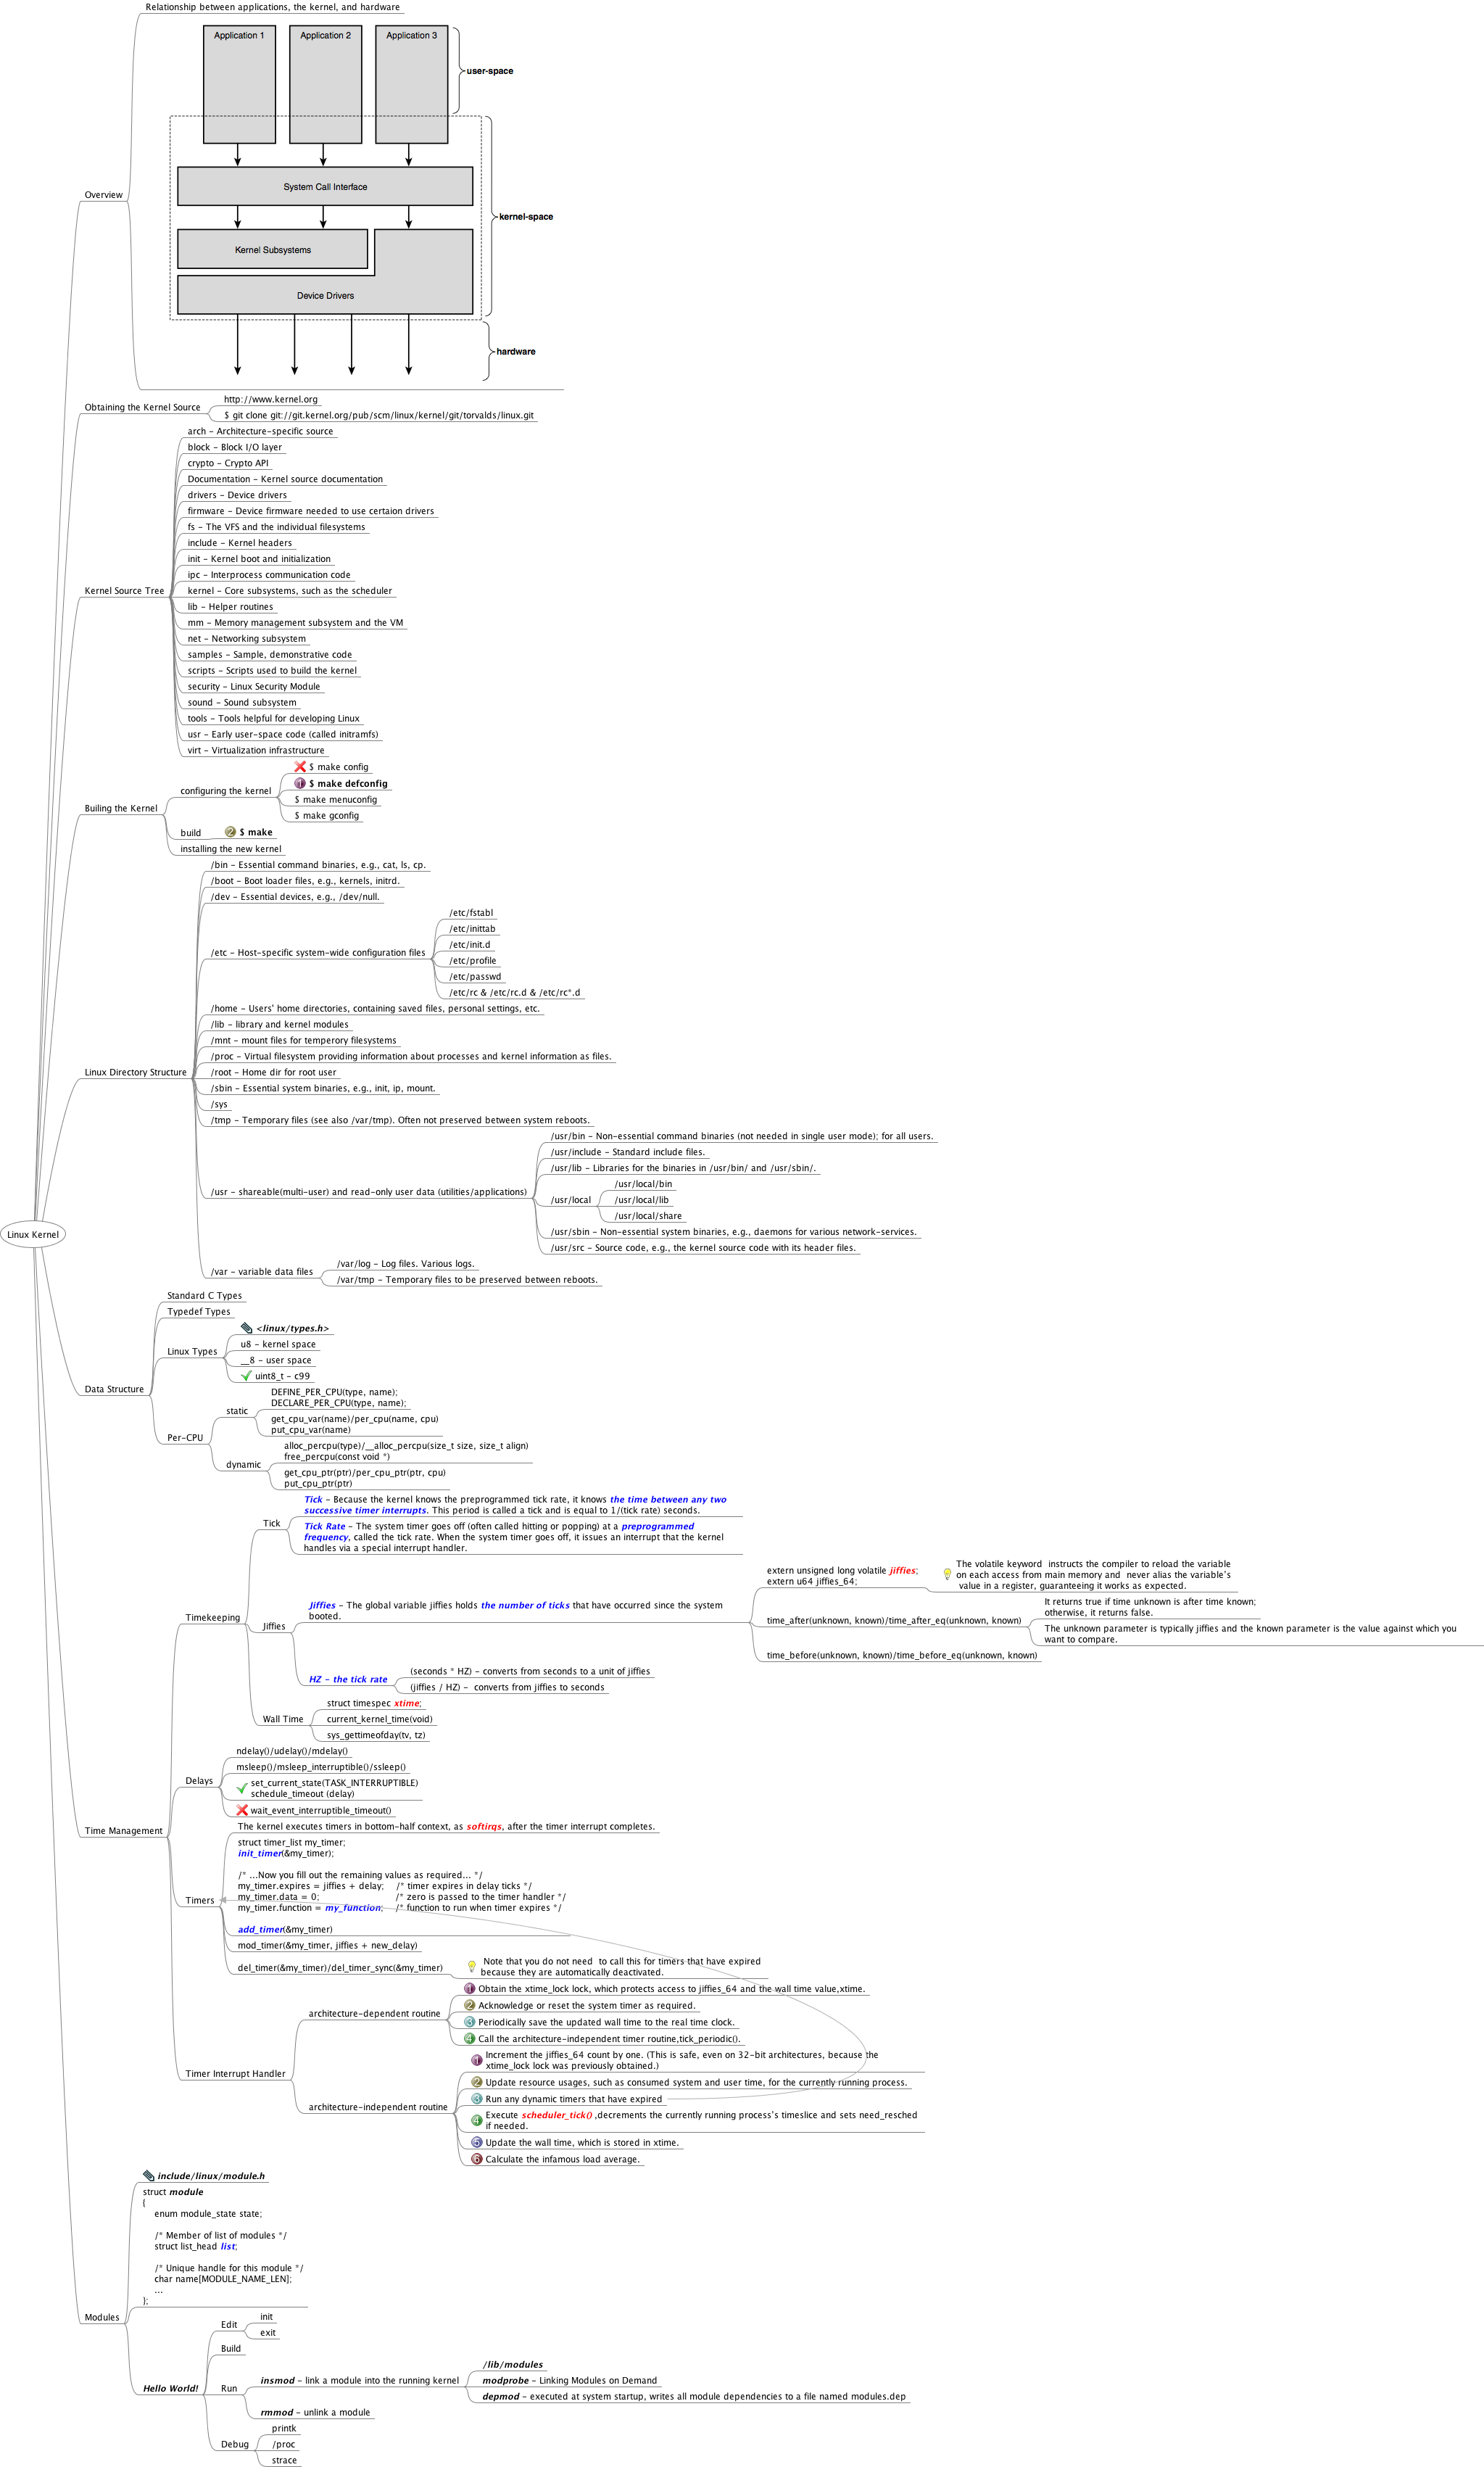 Relationship between applications, the kernel, and hardware
Application 1
Application 2
Application 3
user-space
System Call Interface
kernel-space
Kernel Subsystems
Device Drivers
hardware
Overview
http://www.kernel.org
Obtaining the Kernel Source
$ git clone git://git.kernel.org/pub/scm/linux/kernel/git/torvalds/linux.git
arch - Architecture-specific source
block - Block I/O layer
crypto - Crypto API
Documentation - Kernel source documentation
drivers - Device drivers
firmware - Device firmware needed to use certaion drivers
fs - The VFS and the individual filesystems
include - Kernel headers
init - Kernel boot and initialization
ipc - Interprocess communication code
Kernel Source Tree
kernel - Core subsystems, such as the scheduler
lib - Helper routines
mm - Memory management subsystem and the VM
net - Networking subsystem
samples - Sample, demonstrative code
scripts - Scripts used to build the kernel
security - Linux Security Module
sound - Sound subsystem
tools - Tools helpful for developing Linux
usr - Early user-space code (called initramfs)
virt - Virtualization infrastructure
Builing the Kernel
configuring the kernel
$ make config
1 $ make defconfig
$ make menuconfig
$ make gconfig
build
2 $ make
installing the new kernel
Linux Directory Structure
/bin - Essential command binaries, e.g., cat, ls, cp.
/boot - Boot loader files, e.g., kernels, initrd.
/dev - Essential devices, e.g., /dev/null.
/etc - Host-specific system-wide configuration files
/etc/fstabl
/etc/inittab
/etc/init.d
/etc/profile
/etc/passwd
/etc/rc & /etc/rc.d & /etc/rc*.d
/home - Users' home directories, containing saved files, personal settings, etc.
/lib - library and kernel modules
/mnt - mount files for temperory filesystems
/proc - Virtual filesystem providing information about processes and kernel information as files.
/root - Home dir for root user
/sbin - Essential system binaries, e.g., init, ip, mount.
/sys
/tmp - Temporary files (see also /var/tmp). Often not preserved between system reboots.
/usr - shareable(multi-user) and read-only user data (utilities/applications)
/usr/bin - Non-essential command binaries (not needed in single user mode); for all users.
/usr/include - Standard include files.
/usr/lib - Libraries for the binaries in /usr/bin/ and /usr/sbin/.
/usr/local
/usr/local/bin
/usr/local/lib
/usr/local/share
/usr/sbin - Non-essential system binaries, e.g., daemons for various network-services.
/usr/src - Source code, e.g., the kernel source code with its header files.
/var - variable data files
/var/log - Log files. Various logs.
/var/tmp - Temporary files to be preserved between reboots.
Linux Kernel
Data Structure
Standard C Types
Typedef Types
Linux Types
<linux/types.h>
u8 - kernel space
__8 - user space
uint8_t - c99
Per-CPU
static
DEFINE_PER_CPU(type, name);
DECLARE_PER_CPU(type, name);
get_cpu_var(name)/per_cpu(name, cpu)
put_cpu_var(name)
dynamic
alloc_percpu(type)/__alloc_percpu(size_t size, size_t align)
free_percpu(const void *)
get_cpu_ptr(ptr)/per_cpu_ptr(ptr, cpu)
put_cpu_ptr(ptr)
Time Management
Timekeeping
Tick
Tick - Because the kernel knows the preprogrammed tick rate, it knows the time between any two
successive timer interrupts. This period is called a tick and is equal to 1/(tick rate) seconds.
Tick Rate - The system timer goes off (often called hitting or popping) at a preprogrammed
frequency, called the tick rate. When the system timer goes off, it issues an interrupt that the kernel
handles via a special interrupt handler.
Jiffies
Jiffies - The global variable jiffies holds the number of ticks that have occurred since the system
booted.
extern unsigned long volatile jiffies;
extern u64 jiffies_64;
The volatile keyword instructs the compiler to reload the variable
on each access from main memory and never alias the variable's
value in a register, guaranteeing it works as expected.
time_after(unknown, known)/time_after_eq(unknown, known)
It returns true if time unknown is after time known;
otherwise, it returns false.
The unknown parameter is typically jiffies and the known parameter is the value against which you
want to compare.
time_before(unknown, known)/time_before_eq(unknown, known)
HZ - the tick rate
(seconds * HZ) - converts from seconds to a unit of jiffies
(jiffies / HZ) - converts from jiffies to seconds
Wall Time
struct timespec xtime;
current_kernel_time(void)
sys_gettimeofday(tv, tz)
Delays
ndelay()/udelay()/mdelay()
msleep()/msleep_interruptible()/ssleep()
set_current_state(TASK_INTERRUPTIBLE)
schedule_timeout (delay)
wait_event_interruptible_timeout()
Timers
The kernel executes timers in bottom-half context, as softirqs, after the timer interrupt completes.
struct timer_list my_timer;
init_timer(&my_timer);
/* ...Now you fill out the remaining values as required... */
my_timer.expires = jiffies + delay; /* timer expires in delay ticks */
my_timer.data = 0; /* zero is passed to the timer handler */
my_timer.function = my_function; /* function to run when timer expires */
add_timer(&my_timer)
mod_timer(&my_timer, jiffies + new_delay)
del_timer(&my_timer)/del_timer_sync(&my_timer)
Note that you do not need to call this for timers that have expired
because they are automatically deactivated.
Timer Interrupt Handler
architecture-dependent routine
1 Obtain the xtime_lock lock, which protects access to jiffies_64 and the wall time value,xtime.
2 Acknowledge or reset the system timer as required.
3 Periodically save the updated wall time to the real time clock.
4 Call the architecture-independent timer routine,tick_periodic().
architecture-independent routine
1 Increment the jiffies_64 count by one. (This is safe, even on 32-bit architectures, because the
xtime_lock lock was previously obtained.)
2 Update resource usages, such as consumed system and user time, for the currently running process.
3 Run any dynamic timers that have expired
4 Execute scheduler_tick() ,decrements the currently running process's timeslice and sets need_resched
if needed.
5 Update the wall time, which is stored in xtime.
6 Calculate the infamous load average.
Modules
include/linux/module.h
struct module
{
enum module_state state;
/* Member of list of modules */
struct list_head list;
/* Unique handle for this module */
char name[MODULE_NAME_LEN];
...
};
Hello World!
Edit
init
exit
Build
Run
insmod - link a module into the running kernel
/lib/modules
modprobe - Linking Modules on Demand
depmod - executed at system startup, writes all module dependencies to a file named modules.dep
rmmod - unlink a module
Debug
printk
/proc
strace